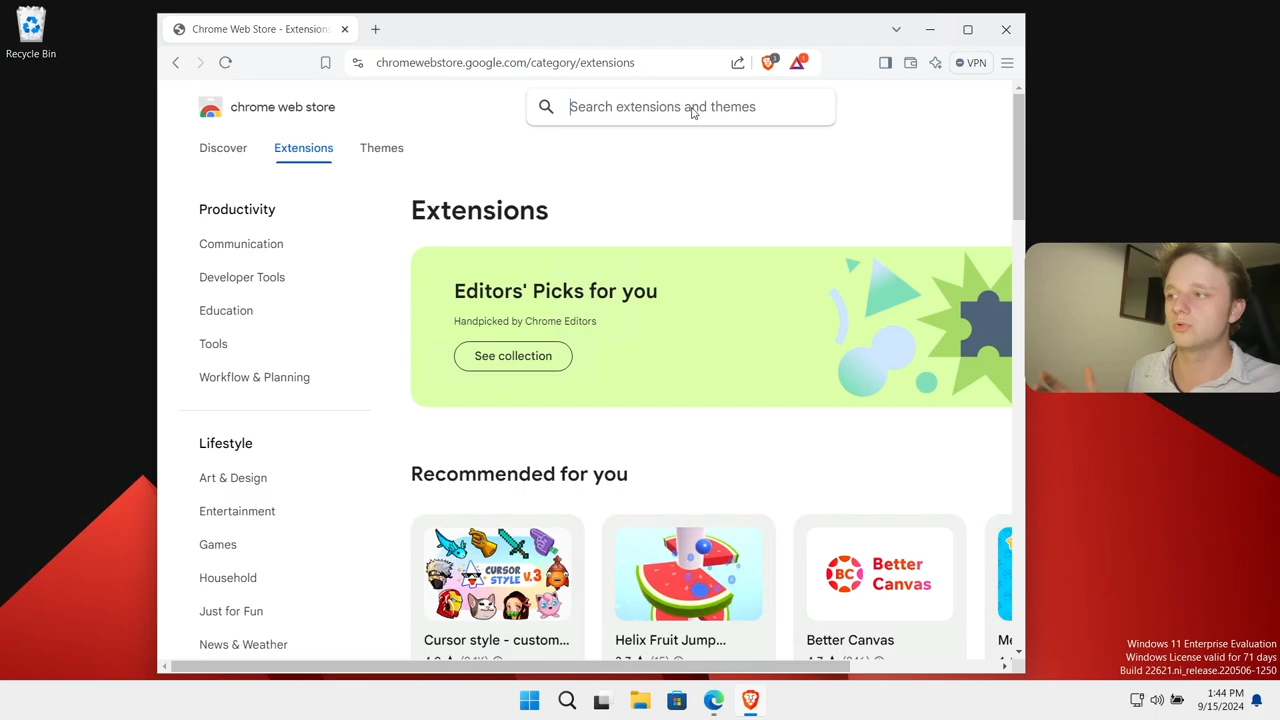 Recycle Bin
Chrome Web Store - Extensions
chromewebstore.google.com/category/extensions
VPN
chrome web store
Search extensions and themes
Discover
Extensions
Themes
Productivity
Communication
Developer Tools
Education
Tools
Workflow & Planning
Lifestyle
Art & Design
Entertainment
Games
Household
Just for Fun
News & Weather
Extensions
Editors' Picks for you
Handpicked by Chrome Editors
See collection
Recommended for you
CURSOR
STYLE V.3
BC
Better
Canvas
Cursor style - custom...
Helix Fruit Jump...
Better Canvas
Me
Windows 11 Enterprise Evaluation
Windows License valid for 71 days
Build 22621.ni_release.220506-1250
1:44 PM
9/15/2024